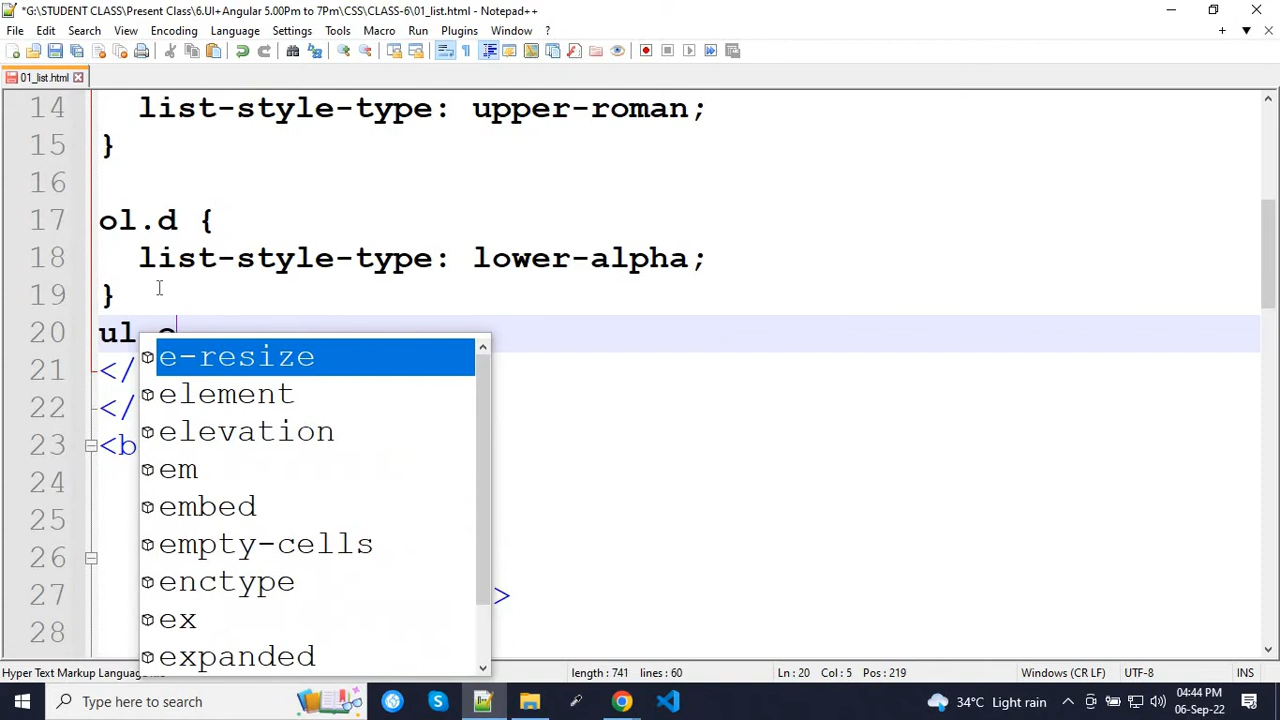 *G:\STUDENT CLASS\Present Class\6.UI+Angular 5.00Pm to 7Pm\CSS\CLASS-6\01_list.html - Notepad++
File Edit Search View Encoding Language Settings Tools Macro Run Plugins Window ?
01_list.html
14 list-style-type: upper-roman;
15 }
16
17 ol.d {
18 list-style-type: lower-alpha;
19 }
20 ul.e
e-resize
21 </
element
22 </
elevation
23 <b
em
24
embed
25
empty-cells
26
enctype
27 >
ex
28
expanded
Hyper Text Markup Language file length : 741 lines : 60 Ln : 20 Col : 5 Pos : 219 Windows (CR LF) UTF-8 INS
Type here to search
34°C Light rain
04:44 PM
06-Sep-22